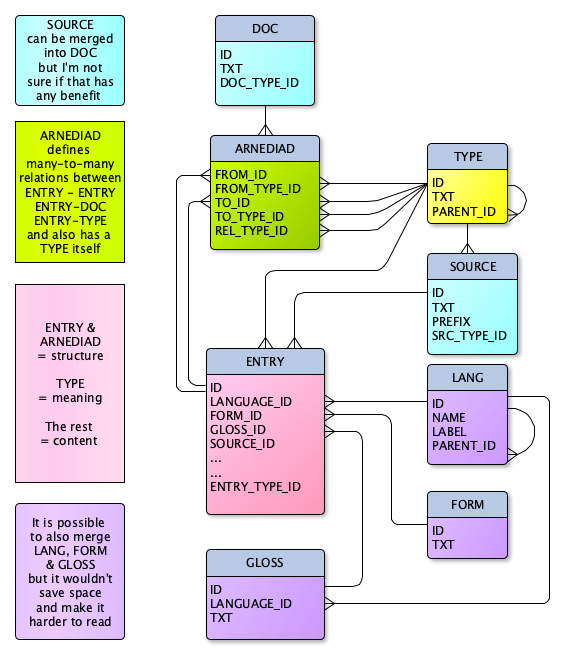 SOURCE
can be merged
into DOC
but I'm not
sure if that has
any benefit
ARNEDIAD
defines
many-to-many
relations between
ENTRY - ENTRY
ENTRY-DOC
ENTRY-TYPE
and also has a
TYPE itself
ENTRY &
ARNEDIAD
= structure
TYPE
= meaning
The rest
= content
It is possible
to also merge
LANG, FORM
& GLOSS
but it wouldn't
save space
and make it
harder to read
DOC
ID
TXT
DOC_TYPE_ID
ARNEDIAD
FROM_ID
FROM_TYPE_ID
TO_ID
TO_TYPE_ID
REL_TYPE_ID
TYPE
ID
TXT
PARENT_ID
SOURCE
ID
TXT
PREFIX
SRC_TYPE_ID
ENTRY
ID
LANGUAGE_ID
FORM_ID
GLOSS_ID
SOURCE_ID
...
...
ENTRY_TYPE_ID
LANG
ID
NAME
LABEL
PARENT_ID
FORM
ID
TXT
GLOSS
ID
LANGUAGE_ID
TXT